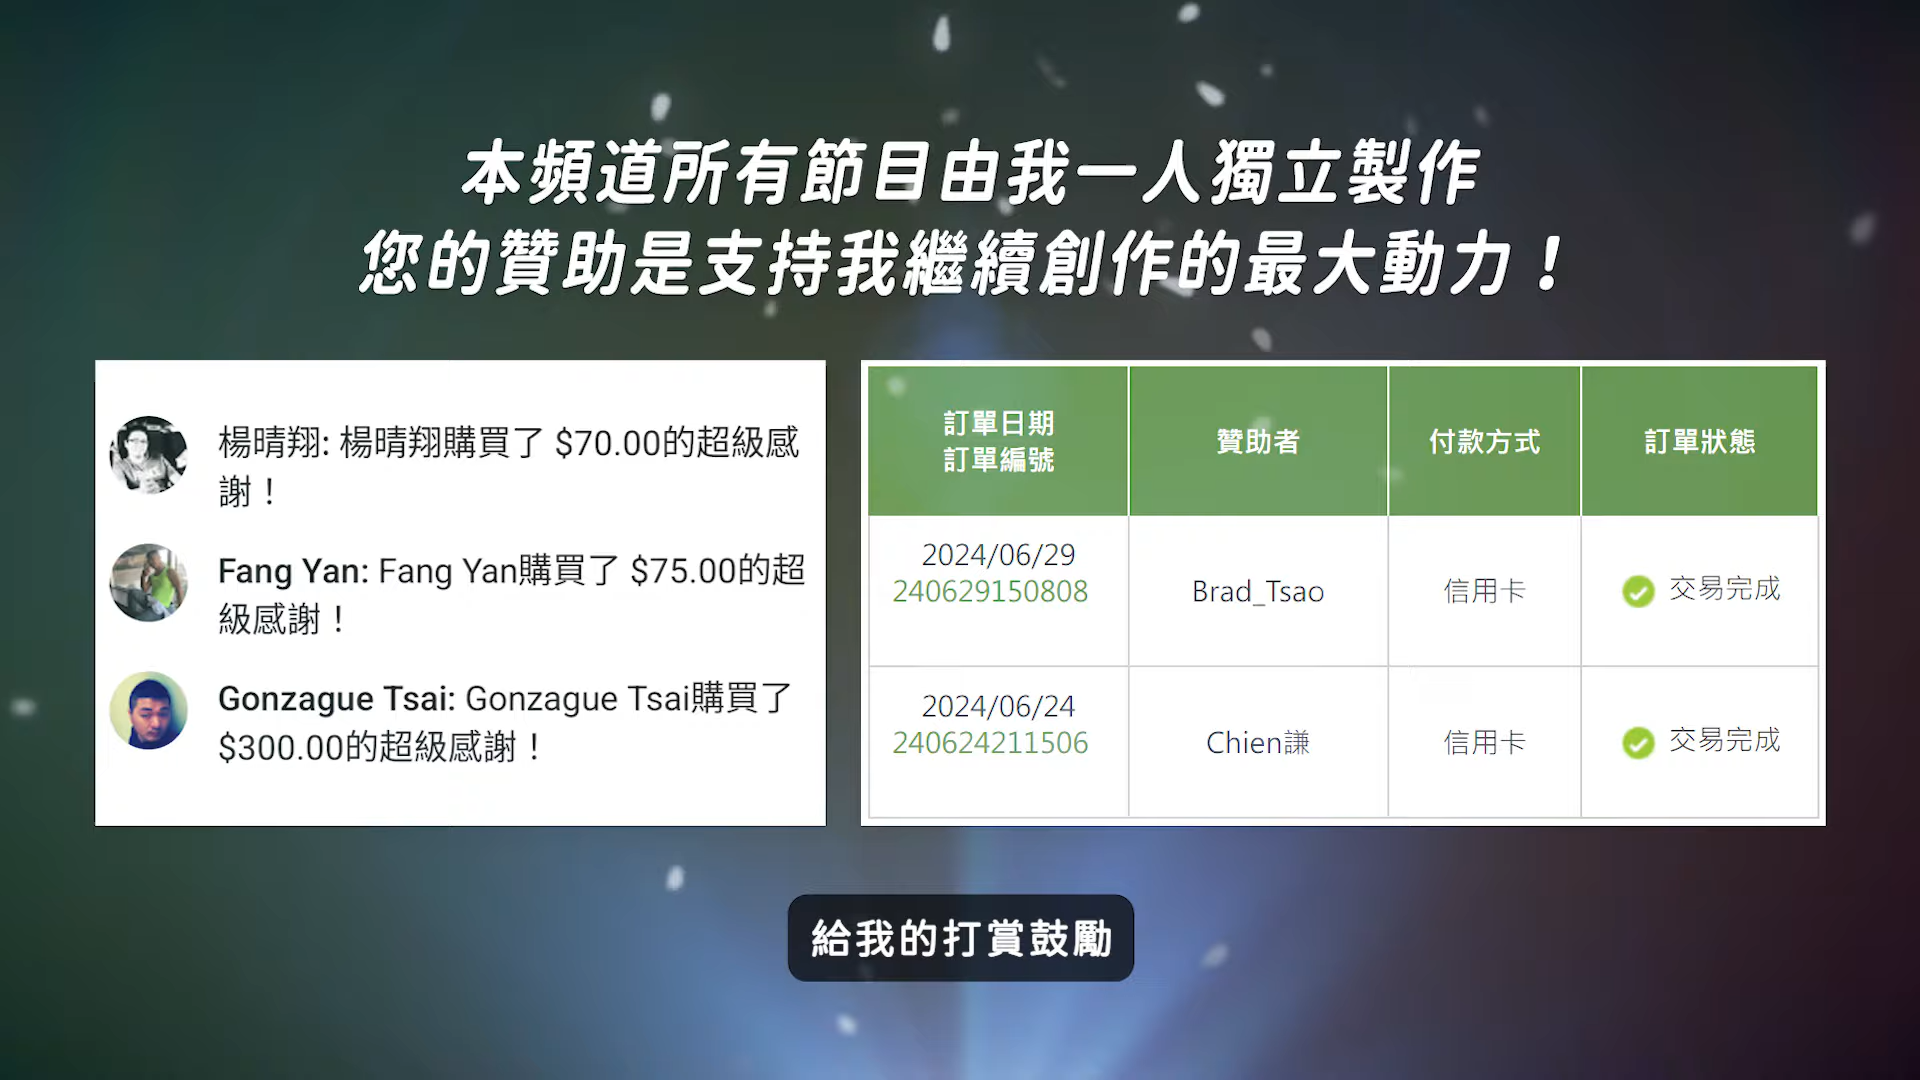 本頻道所有節目由我一人獨立製作
您的贊助是支持我繼續創作的最大動力！
楊晴翔: 楊晴翔購買了 $70.00的超級感
謝！
Fang Yan: Fang Yan購買了 $75.00的超
級感謝！
Gonzague Tsai: Gonzague Tsai購買了
$300.00的超級感謝！
訂單日期
訂單編號
贊助者
付款方式
訂單狀態
2024/06/29
240629150808
Brad_Tsao
信用卡
交易完成
2024/06/24
240624211506
Chien謙
信用卡
交易完成
給我的打賞鼓勵